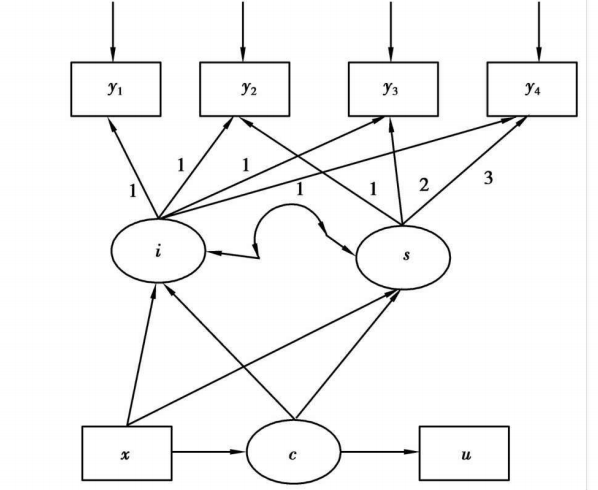 y₁ y₂ y₃ y₄
1 1 1 1 1 2 3
i s
x c u